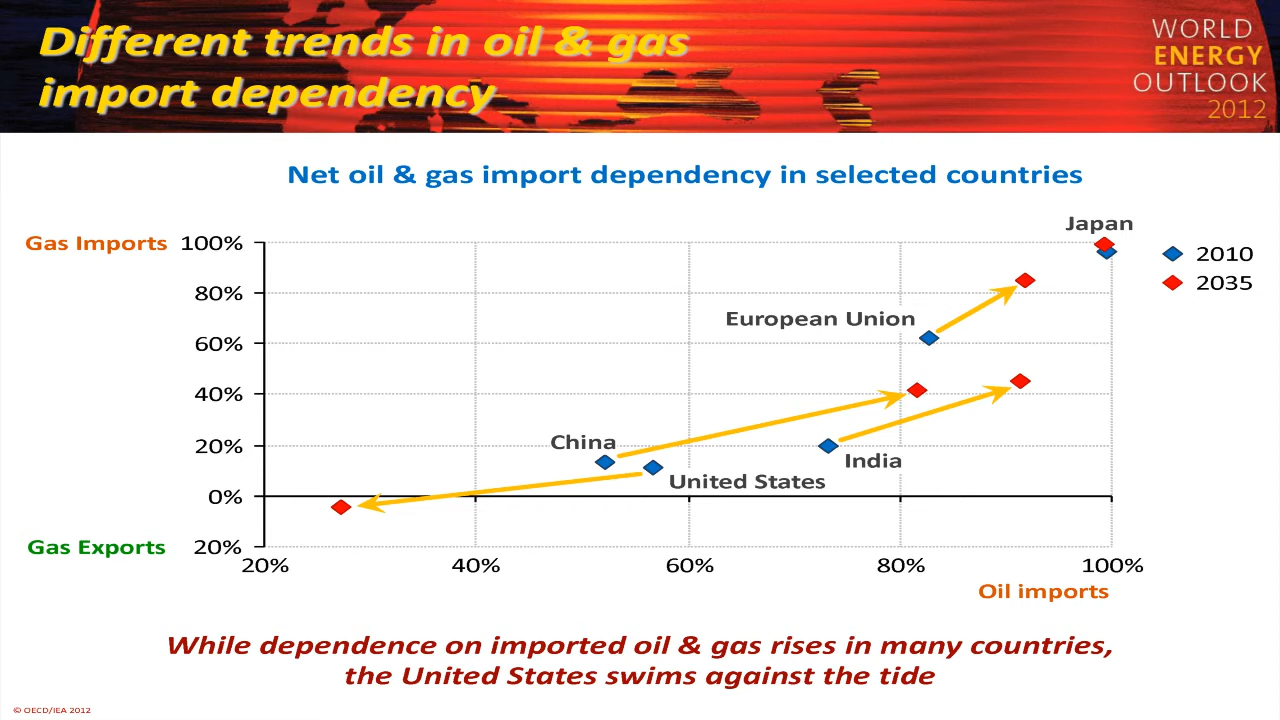 Different trends in oil & gas
import dependency
WORLD
ENERGY
OUTLOOK
2012
Net oil & gas import dependency in selected countries
Japan
Gas Imports
100%
2010
2035
80%
European Union
60%
40%
China
20%
India
United States
0%
Gas Exports
20%
20%
40%
60%
80%
100%
Oil imports
While dependence on imported oil & gas rises in many countries,
the United States swims against the tide
© OECD/IEA 2012